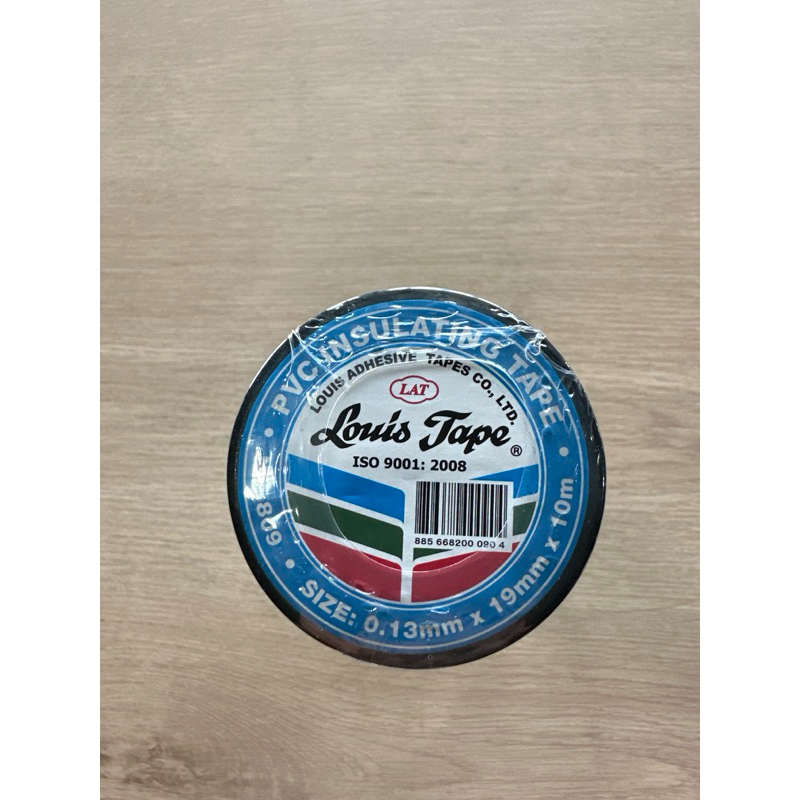 PVC INSULATING TAPE
LOUIS ADHESIVE TAPES CO., LTD.
LAT
Louis Tape ®
ISO 9001: 2008
885 668200 090 4
SIZE: 0.13mm x 19mm x 10m